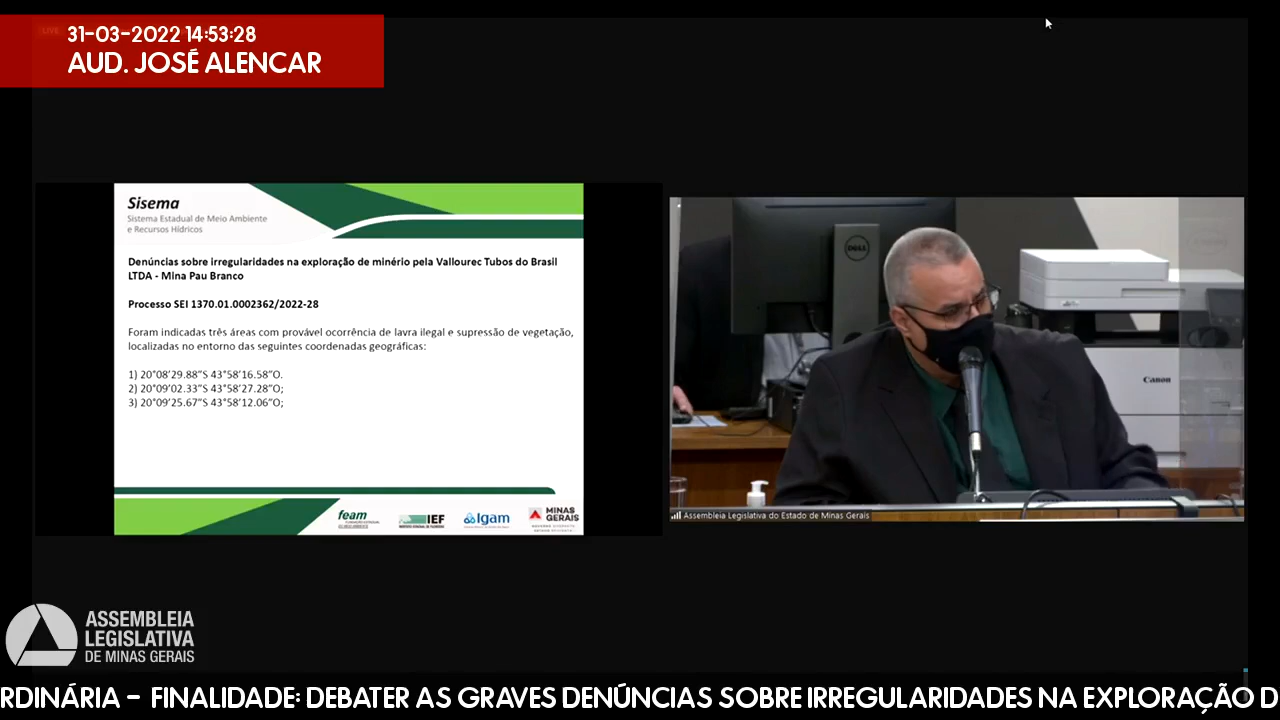 LIVE
31-03-2022 14:53:28
AUD. JOSÉ ALENCAR
Sisema
Sistema Estadual de Meio Ambiente
e Recursos Hídricos
Denúncias sobre irregularidades na exploração de minério pela Vallourec Tubos do Brasil
LTDA - Mina Pau Branco
Processo SEI 1370.01.0002362/2022-28
Foram indicadas três áreas com provável ocorrência de lavra ilegal e supressão de vegetação,
localizadas no entorno das seguintes coordenadas geográficas:
1) 20°08’29.88”S 43°58’16.58”O.
2) 20°09’02.33”S 43°58’27.28”O;
3) 20°09’25.67”S 43°58’12.06”O;
feam
IEF
Igam
MINAS
GERAIS
DELL
Canon
Assembleia Legislativa do Estado de Minas Gerais
ASSEMBLEIA
LEGISLATIVA
DE MINAS GERAIS
RDINÁRIA - FINALIDADE: DEBATER AS GRAVES DENÚNCIAS SOBRE IRREGULARIDADES NA EXPLORAÇÃO D